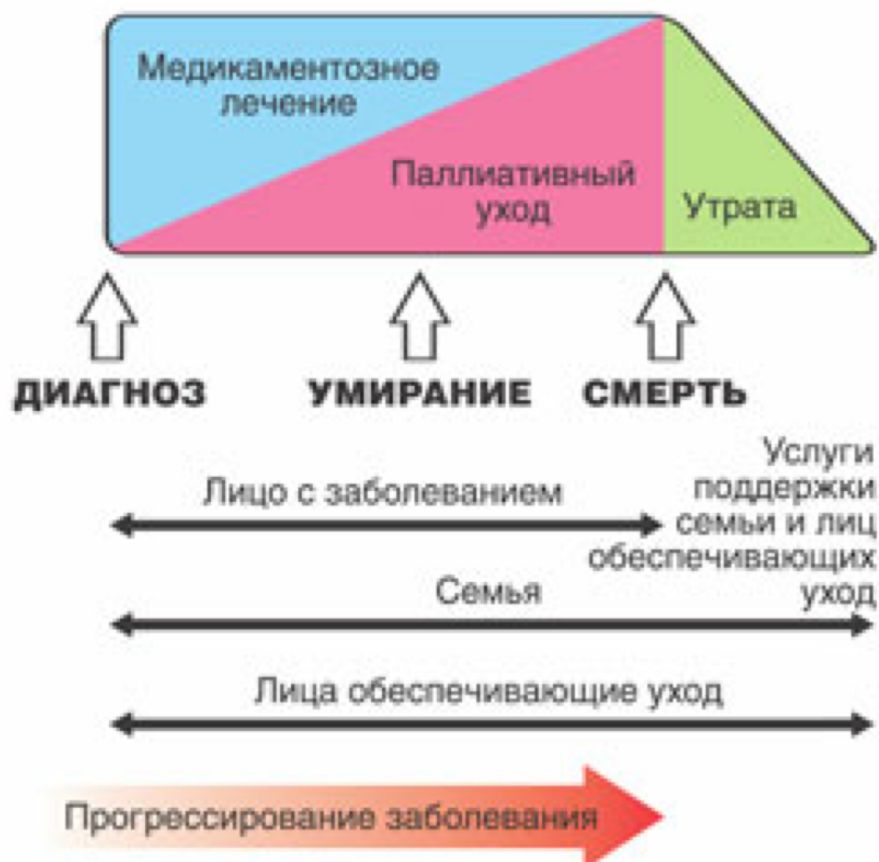 Медикаментозное
лечение
Паллиативный
уход
Утрата
ДИАГНОЗ
УМИРАНИЕ
СМЕРТЬ
Лицо с заболеванием
Услуги
поддержки
семьи и лиц
обеспечивающих
уход
Семья
Лица обеспечивающие уход
Прогрессирование заболевания